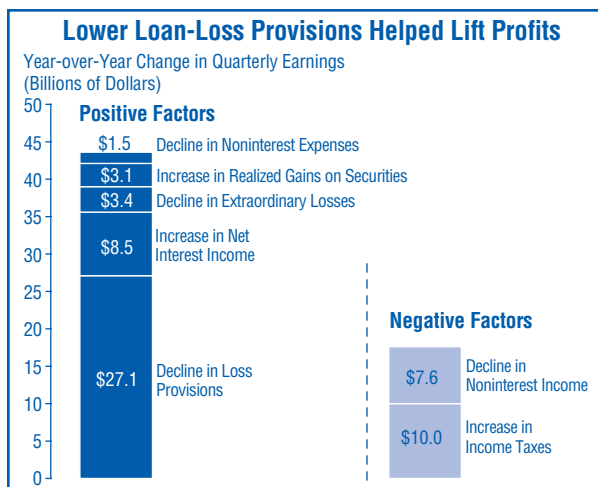 Lower Loan-Loss Provisions Helped Lift Profits
Year-over-Year Change in Quarterly Earnings
(Billions of Dollars)
50
45
40
35
30
25
20
15
10
5
0
Positive Factors
$1.5 Decline in Noninterest Expenses
$3.1 Increase in Realized Gains on Securities
$3.4 Decline in Extraordinary Losses
$8.5
Increase in Net
Interest Income
$27.1
Decline in Loss
Provisions
Negative Factors
$7.6
Decline in
Noninterest Income
$10.0
Increase in
Income Taxes